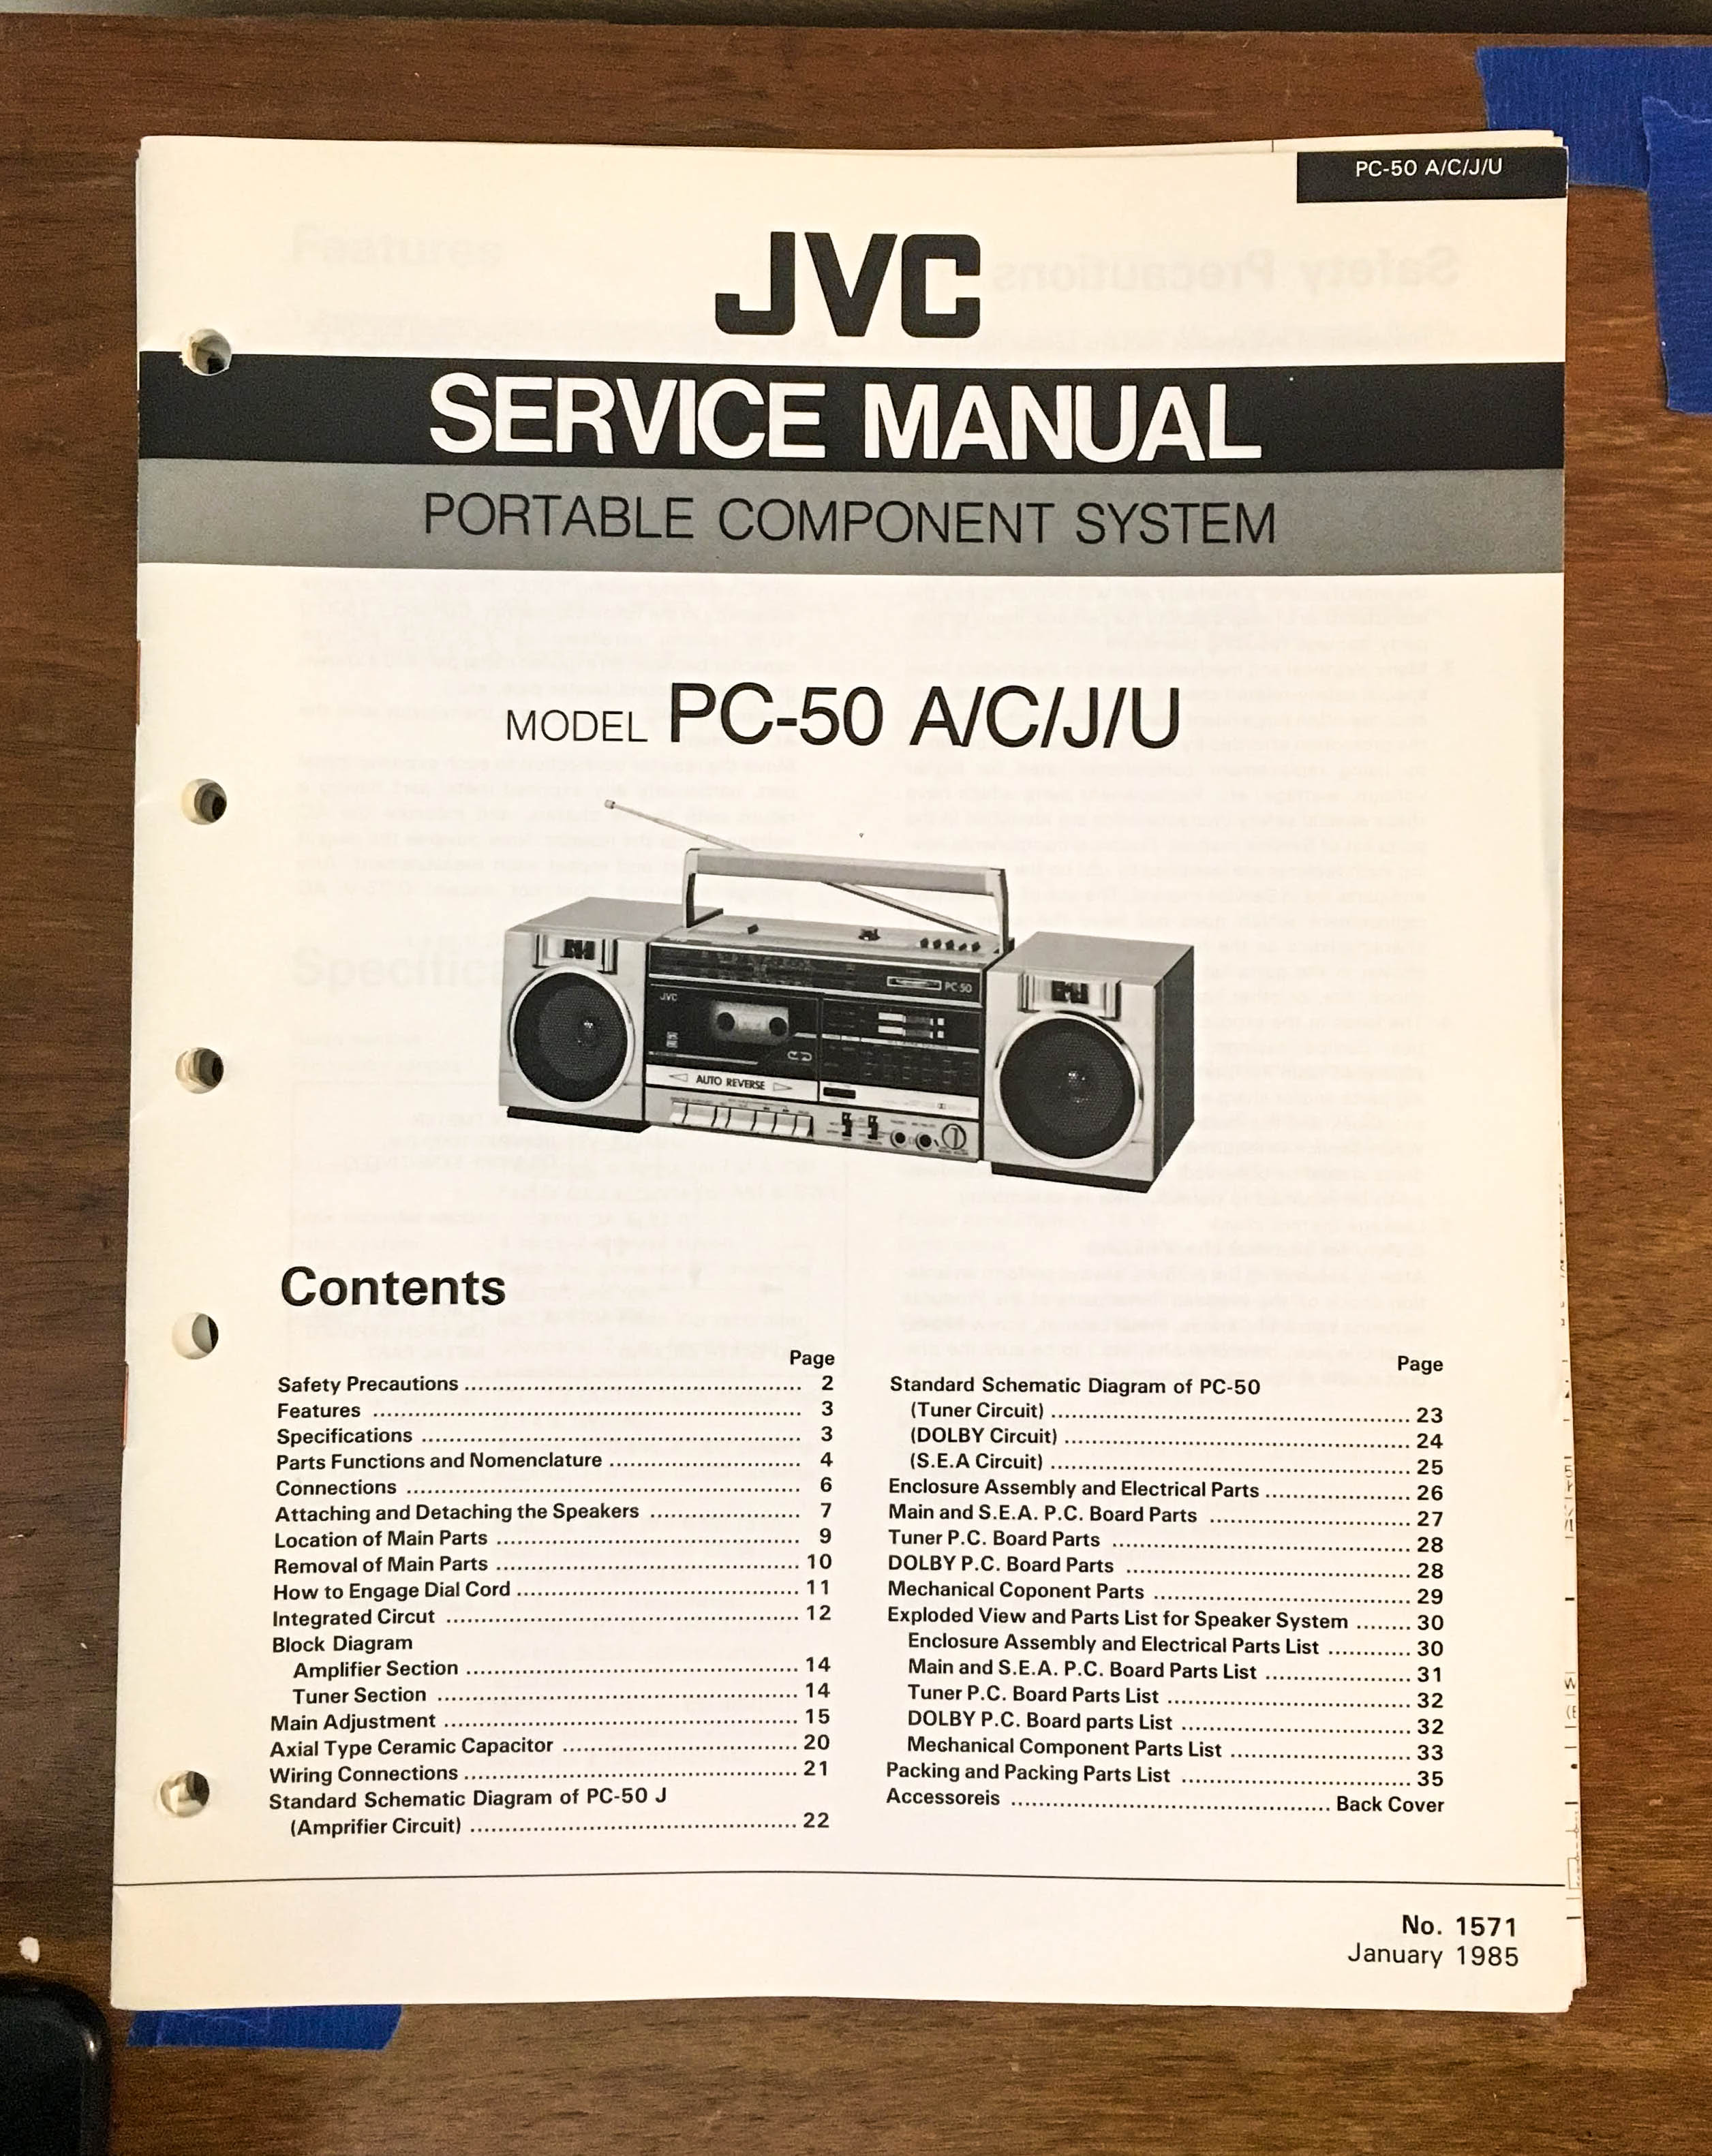 PC-50 A/C/J/U
JVC
SERVICE MANUAL
PORTABLE COMPONENT SYSTEM
MODEL PC-50 A/C/J/U
PC-50
JVC
AUTO REVERSE
Contents
Page
Safety Precautions ........ 2
Features ........ 3
Specifications ........ 3
Parts Functions and Nomenclature ........ 4
Connections ........ 6
Attaching and Detaching the Speakers ........ 7
Location of Main Parts ........ 9
Removal of Main Parts ........ 10
How to Engage Dial Cord ........ 11
Integrated Circut ........ 12
Block Diagram
Amplifier Section ........ 14
Tuner Section ........ 14
Main Adjustment ........ 15
Axial Type Ceramic Capacitor ........ 20
Wiring Connections ........ 21
Standard Schematic Diagram of PC-50 J
(Amprifier Circuit) ........ 22
Page
Standard Schematic Diagram of PC-50
(Tuner Circuit) ........ 23
(DOLBY Circuit) ........ 24
(S.E.A Circuit) ........ 25
Enclosure Assembly and Electrical Parts ........ 26
Main and S.E.A. P.C. Board Parts ........ 27
Tuner P.C. Board Parts ........ 28
DOLBY P.C. Board Parts ........ 28
Mechanical Coponent Parts ........ 29
Exploded View and Parts List for Speaker System ........ 30
Enclosure Assembly and Electrical Parts List ........ 30
Main and S.E.A. P.C. Board Parts List ........ 31
Tuner P.C. Board Parts List ........ 32
DOLBY P.C. Board parts List ........ 32
Mechanical Component Parts List ........ 33
Packing and Packing Parts List ........ 35
Accessoreis ........ Back Cover
No. 1571
January 1985